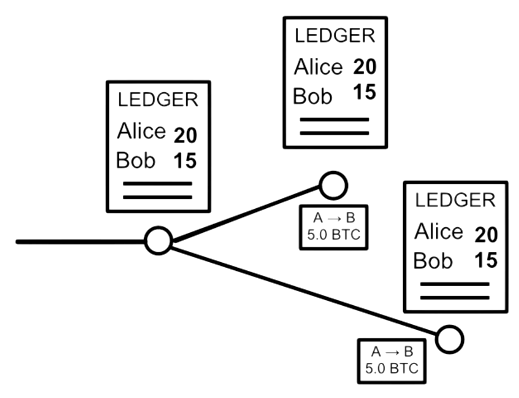 LEDGER
Alice 20
Bob 15
LEDGER
Alice 20
Bob 15
A → B
5.0 BTC
LEDGER
Alice 20
Bob 15
A → B
5.0 BTC